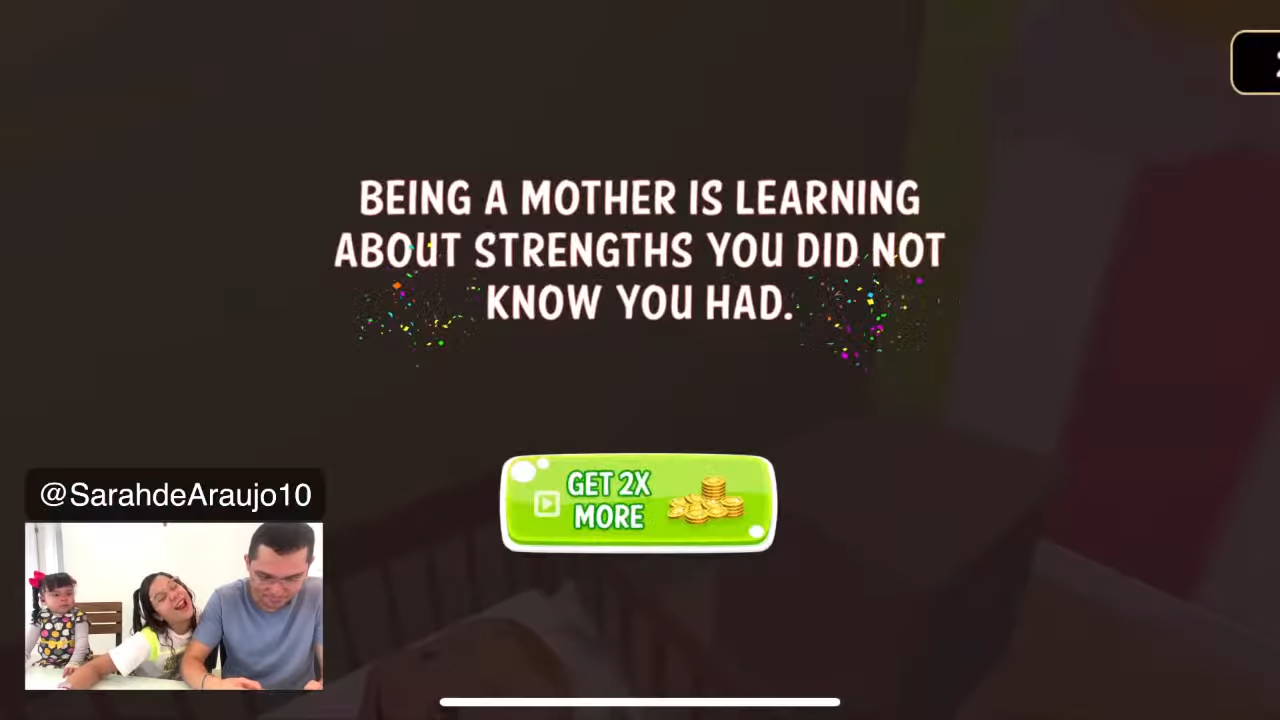 BEING A MOTHER IS LEARNING
ABOUT STRENGTHS YOU DID NOT
KNOW YOU HAD.
GET 2X
MORE
@SarahdeAraujo10